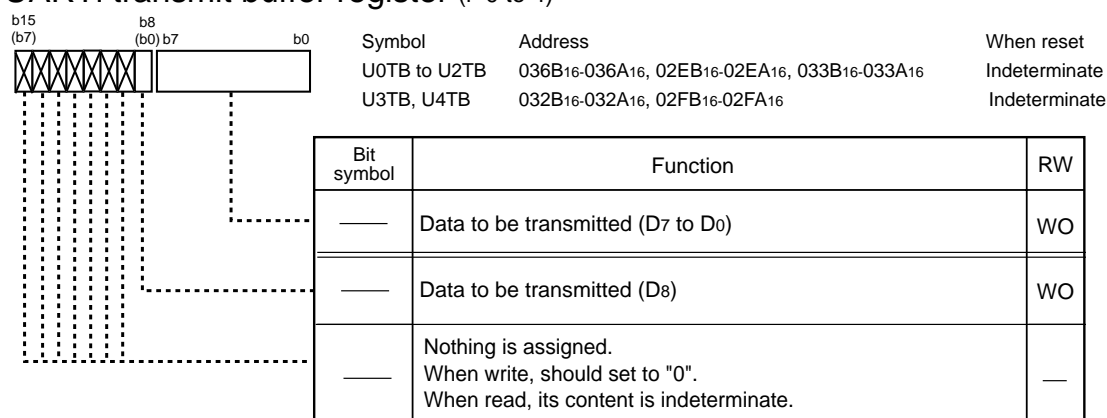 transmit buffer register
b15 b8
(b7) (b0) b7 b0
Symbol Address When reset
U0TB to U2TB 036B16-036A16, 02EB16-02EA16, 033B16-033A16 Indeterminate
U3TB, U4TB 032B16-032A16, 02FB16-02FA16 Indeterminate
Bit
symbol Function RW
Data to be transmitted (D7 to D0) WO
Data to be transmitted (D8) WO
Nothing is assigned.
When write, should set to "0".
When read, its content is indeterminate.